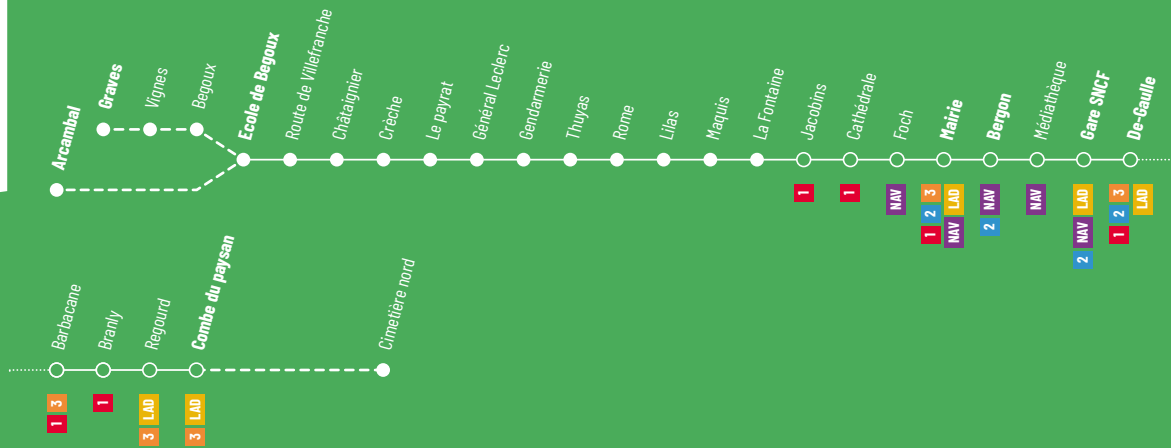 Arcambal
Graves
Vignes
Begoux
Ecole de Begoux
Route de Villefranche
Châtaignier
Crèche
Le payrat
Général Leclerc
Gendarmerie
Thuyas
Rome
Lilas
Maquis
La Fontaine
Jacobins
1
Cathédrale
1
Foch
NAV
Mairie
1 2 3
NAV LAD
Bergon
2 NAV
Médiathèque
NAV
Gare SNCF
2 NAV LAD
De-Gaulle
1 2 3
LAD
Barbacane
1 3
Branly
1
Regourd
3 LAD
Combe du paysan
3 LAD
Cimetière nord